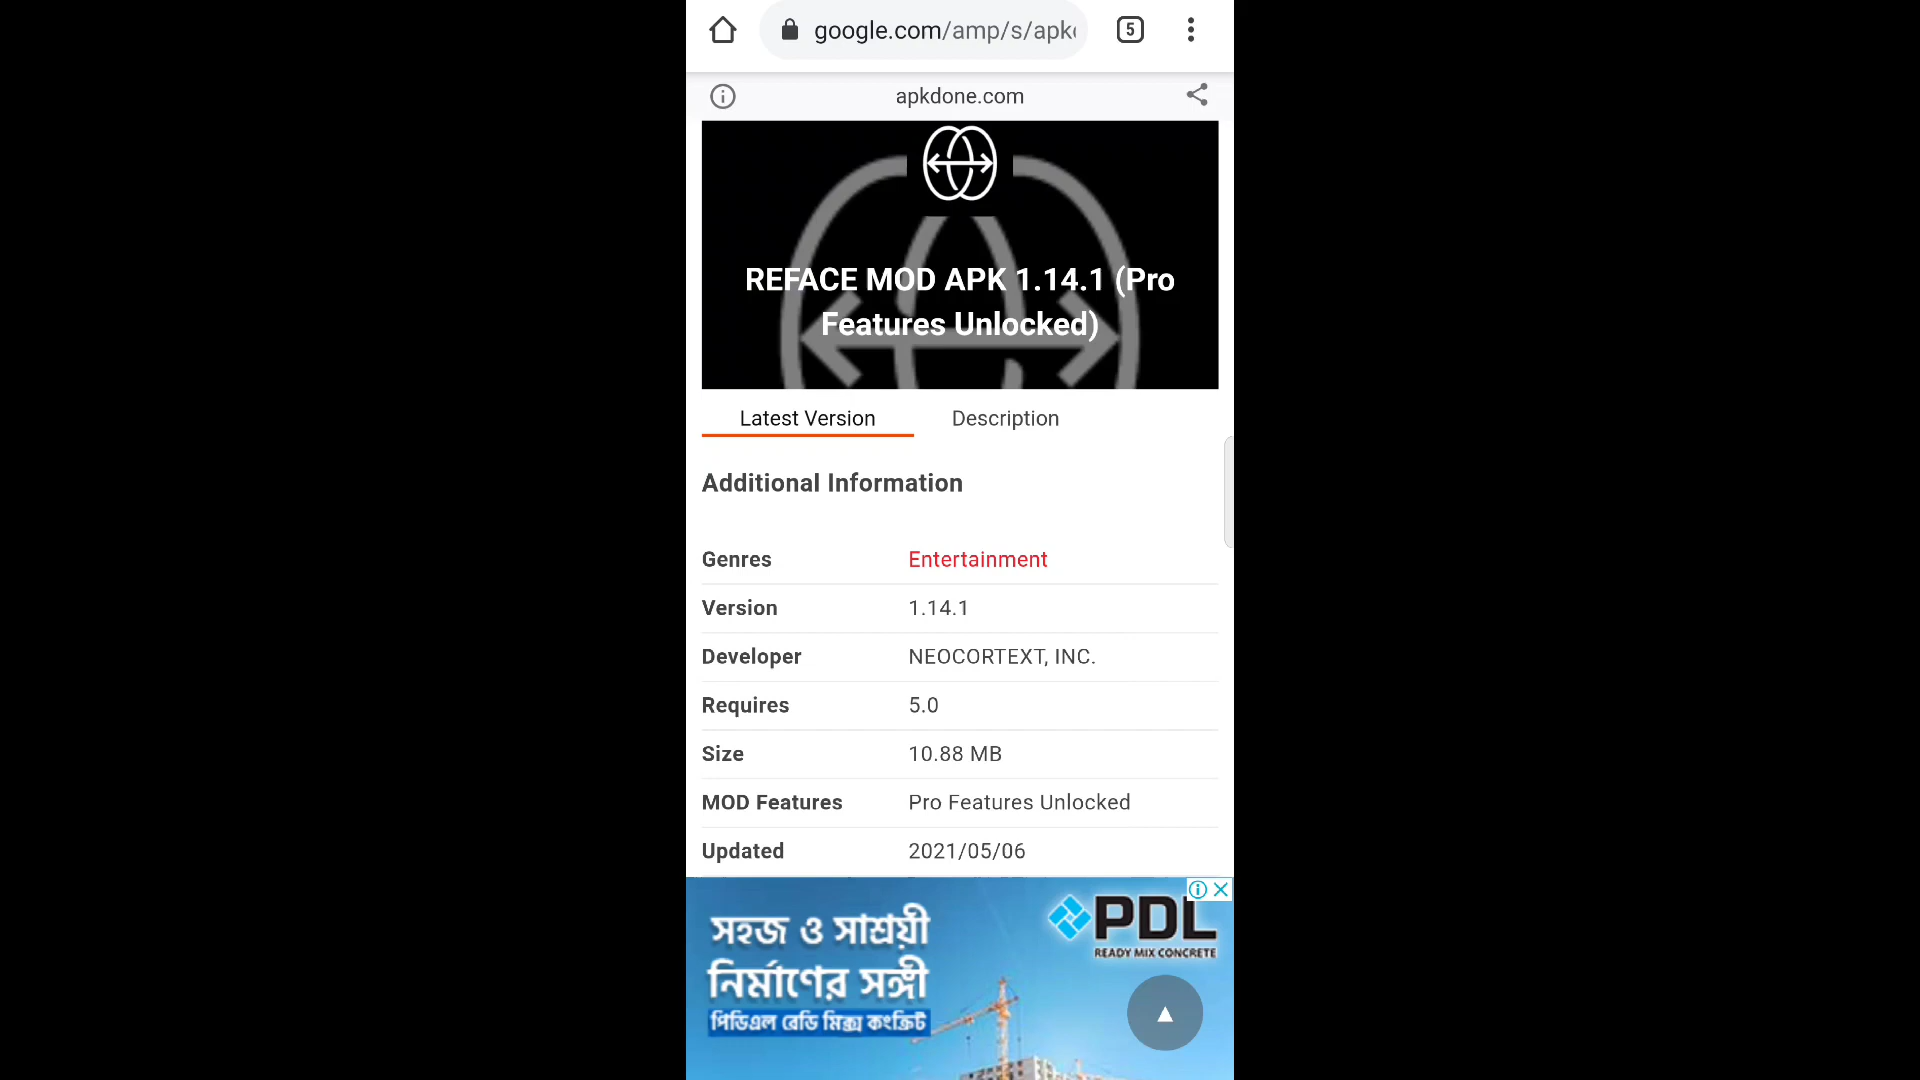 google.com/amp/s/apk
5
apkdone.com
REFACE MOD APK 1.14.1 (Pro
Features Unlocked)
Latest Version Description
Additional Information
Genres Entertainment
Version 1.14.1
Developer NEOCORTEXT, INC.
Requires 5.0
Size 10.88 MB
MOD Features Pro Features Unlocked
Updated 2021/05/06
সহজ ও সাশ্রয়ী
নির্মাণের সঙ্গী
পিডিএল রেডি মিক্স কংক্রিট
PDL
READY MIX CONCRETE